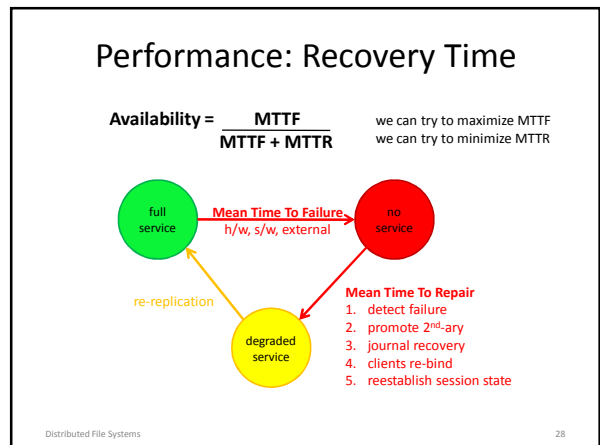 Performance: Recovery Time
Availability = MTTF
MTTF + MTTR
we can try to maximize MTTF
we can try to minimize MTTR
full
service
Mean Time To Failure
h/w, s/w, external
no
service
re-replication
degraded
service
Mean Time To Repair
1. detect failure
2. promote 2nd-ary
3. journal recovery
4. clients re-bind
5. reestablish session state
Distributed File Systems
28